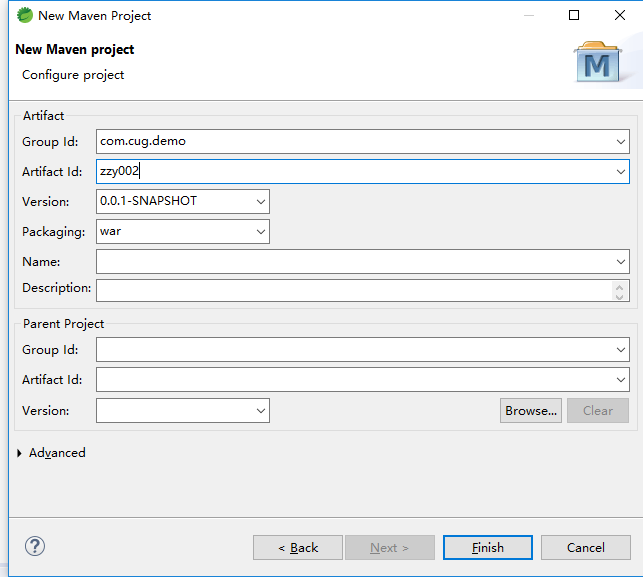 New Maven Project
New Maven project
Configure project
M
Artifact
Group Id: com.cug.demo
Artifact Id: zzy002
Version: 0.0.1-SNAPSHOT
Packaging: war
Name:
Description:
Parent Project
Group Id:
Artifact Id:
Version: Browse... Clear
Advanced
? < Back Next > Finish Cancel